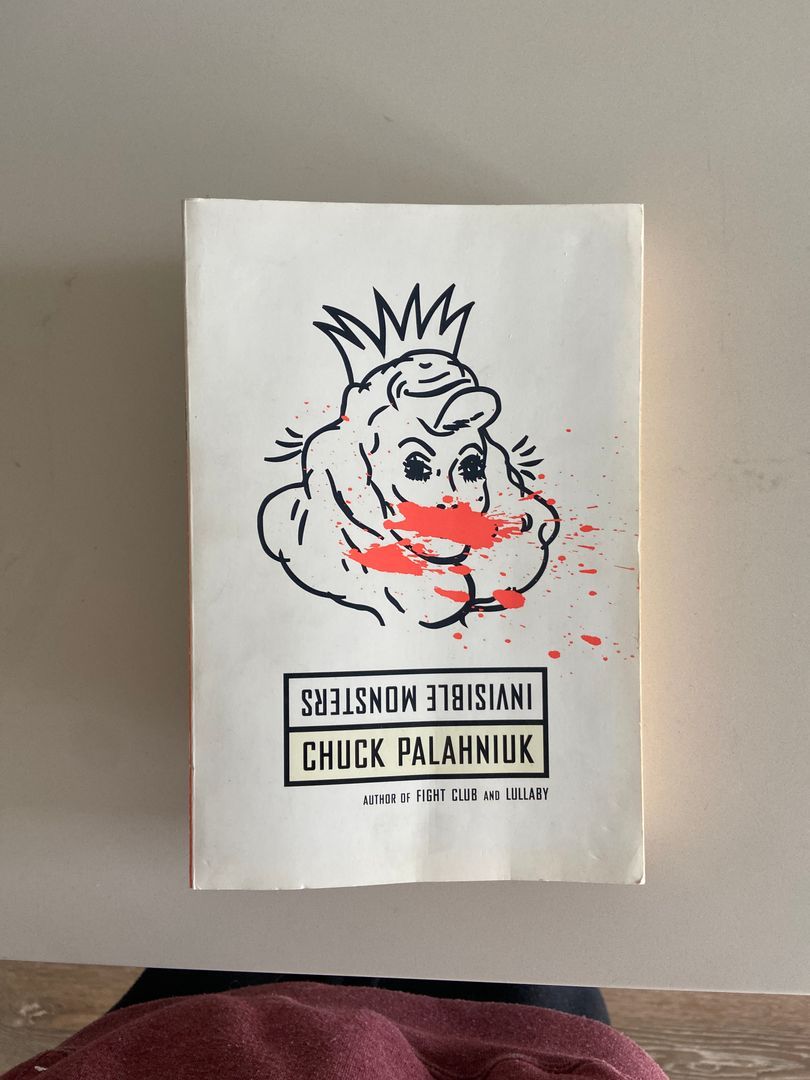 INVISIBLE MONSTERS
CHUCK PALAHNIUK
AUTHOR OF FIGHT CLUB AND LULLABY